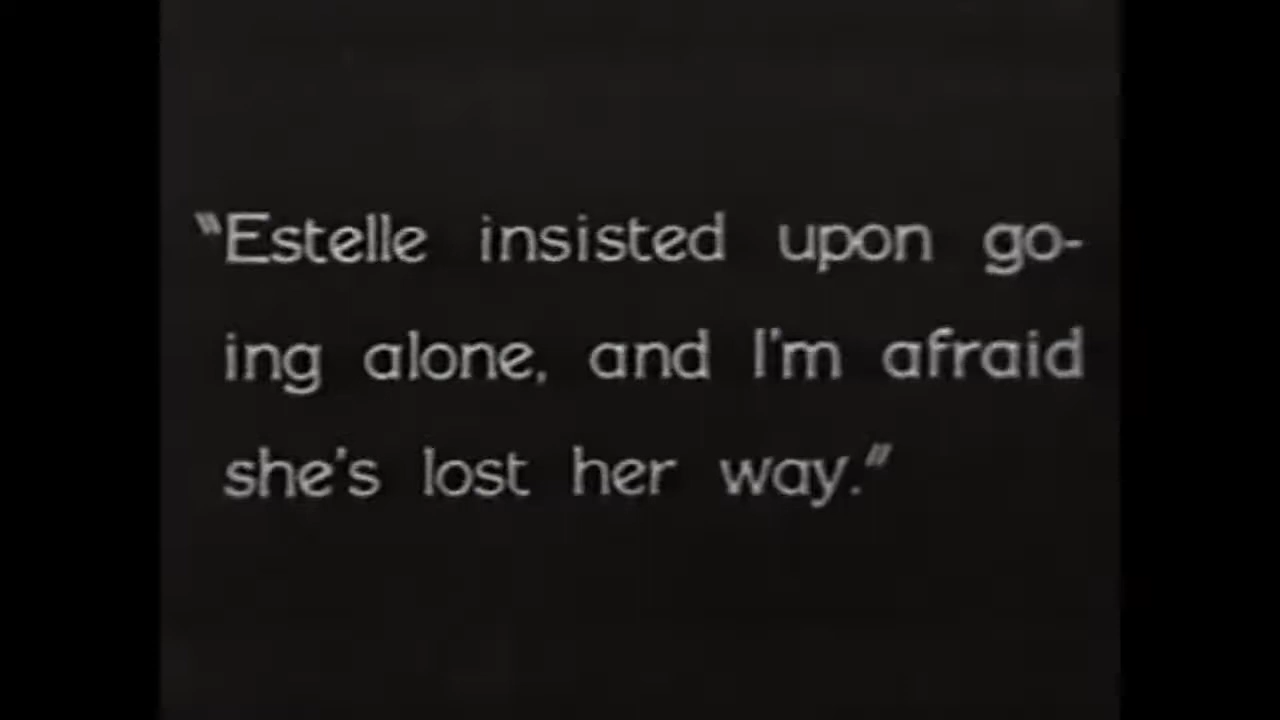 "Estelle insisted upon go-
ing alone, and I'm afraid
she's lost her way."